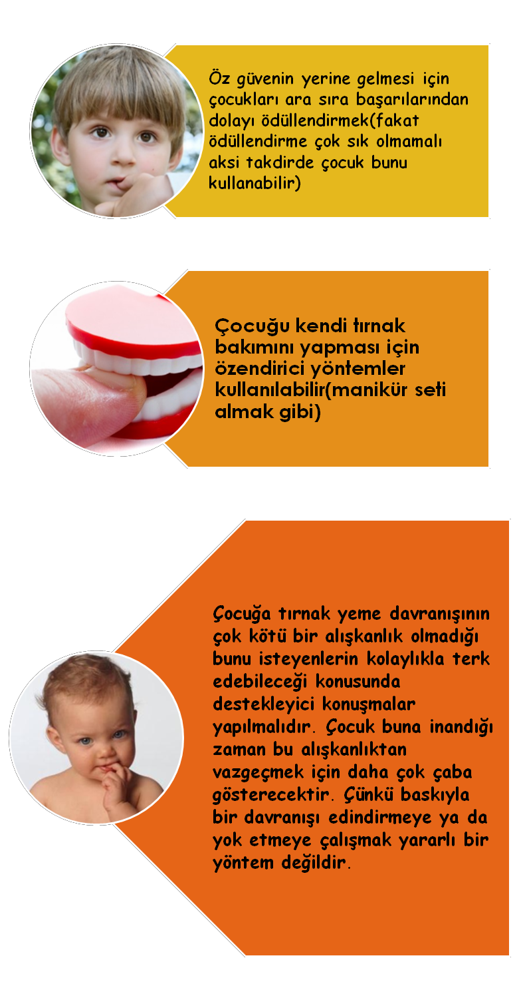 Öz güvenin yerine gelmesi için
çocukları ara sıra başarılarından
dolayı ödüllendirmek(fakat
ödüllendirme çok sık olmamalı
aksi takdirde çocuk bunu
kullanabilir)
Çocuğu kendi tırnak
bakımını yapması için
özendirici yöntemler
kullanılabilir(manikür seti
almak gibi)
Çocuğa tırnak yeme davranışının
çok kötü bir alışkanlık olmadığı
bunu isteyenlerin kolaylıkla terk
edebileceği konusunda
destekleyici konuşmalar
yapılmalıdır. Çocuk buna inandığı
zaman bu alışkanlıktan
vazgeçmek için daha çok çaba
gösterecektir. Çünkü baskıyla
bir davranışı edindirmeye ya da
yok etmeye çalışmak yararlı bir
yöntem değildir.